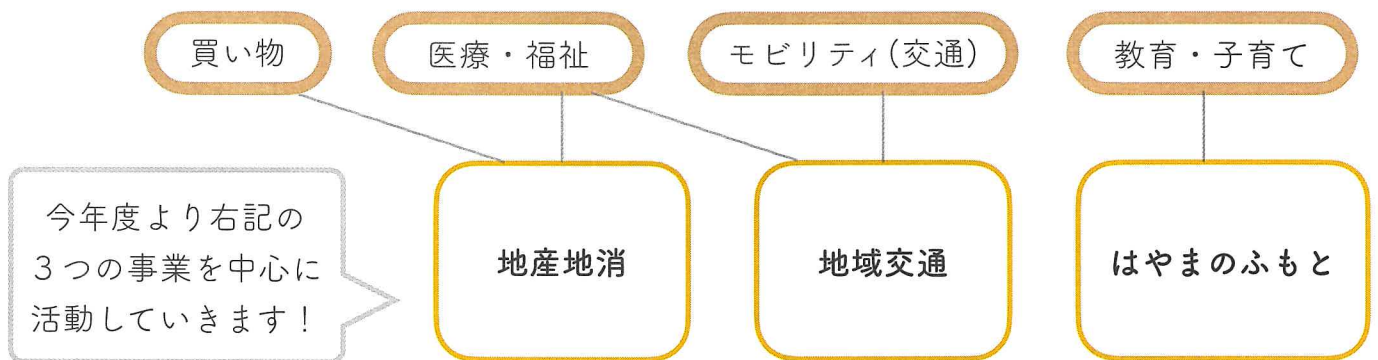 買い物
医療・福祉
モビリティ(交通)
教育・子育て
今年度より右記の
3つの事業を中心に
活動していきます!
地産地消
地域交通
はやまのふもと